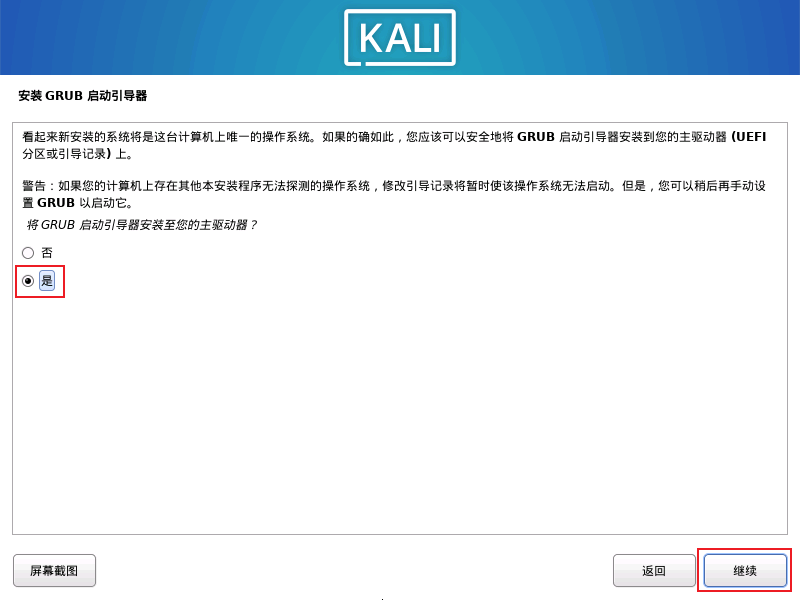 KALI
安装 GRUB 启动引导器
看起来新安装的系统将是这台计算机上唯一的操作系统。如果的确如此，您应该可以安全地将 GRUB 启动引导器安装到您的主驱动器 (UEFI
分区或引导记录) 上。
警告：如果您的计算机上存在其他本安装程序无法探测的操作系统，修改引导记录将暂时使该操作系统无法启动。但是，您可以稍后再手动设
置 GRUB 以启动它。
将 GRUB 启动引导器安装至您的主驱动器？
否
是
屏幕截图
返回
继续